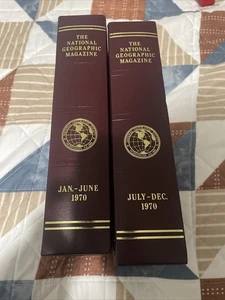 THE
NATIONAL
GEOGRAPHIC
MAGAZINE
JAN.-JUNE
1970
THE
NATIONAL
GEOGRAPHIC
MAGAZINE
JULY-DEC.
1970